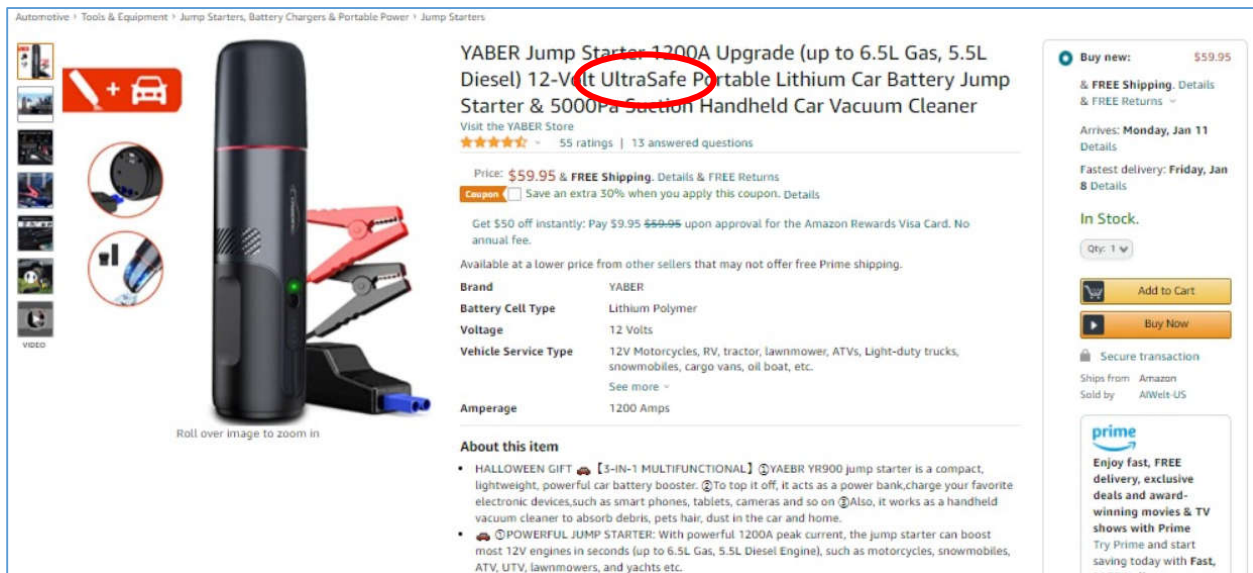 Automotive › Tools & Equipment › Jump Starters, Battery Chargers & Portable Power › Jump Starters
YABER Jump Starter 1200A Upgrade (up to 6.5L Gas, 5.5L
Diesel) 12-Volt UltraSafe Portable Lithium Car Battery Jump
Starter & 5000Pa Suction Handheld Car Vacuum Cleaner
Visit the YABER Store
55 ratings | 13 answered questions
Price: $59.95 & FREE Shipping. Details & FREE Returns
Coupon Save an extra 30% when you apply this coupon. Details
Get $50 off instantly: Pay $9.95 $59.95 upon approval for the Amazon Rewards Visa Card. No
annual fee.
Available at a lower price from other sellers that may not offer free Prime shipping.
Brand YABER
Battery Cell Type Lithium Polymer
Voltage 12 Volts
Vehicle Service Type 12V Motorcycles, RV, tractor, lawnmower, ATVs, Light-duty trucks,
snowmobiles, cargo vans, oil boat, etc.
See more
Amperage 1200 Amps
About this item
• HALLOWEEN GIFT 🚗【3-IN-1 MULTIFUNCTIONAL】①YAEBR YR900 jump starter is a compact,
lightweight, powerful car battery booster. ②To top it off, it acts as a power bank,charge your favorite
electronic devices,such as smart phones, tablets, cameras and so on ③Also, it works as a handheld
vacuum cleaner to absorb debris, pets hair, dust in the car and home.
• 🚗 ①POWERFUL JUMP STARTER: With powerful 1200A peak current, the jump starter can boost
most 12V engines in seconds (up to 6.5L Gas, 5.5L Diesel Engine), such as motorcycles, snowmobiles,
ATV, UTV, lawnmowers, and yachts etc.
VIDEO
Roll over image to zoom in
Buy new: $59.95
& FREE Shipping. Details
& FREE Returns
Arrives: Monday, Jan 11
Details
Fastest delivery: Friday, Jan
8 Details
In Stock.
Qty: 1
Add to Cart
Buy Now
Secure transaction
Ships from Amazon
Sold by AIWelt-US
prime
Enjoy fast, FREE
delivery, exclusive
deals and award-
winning movies & TV
shows with Prime
Try Prime and start
saving today with Fast,